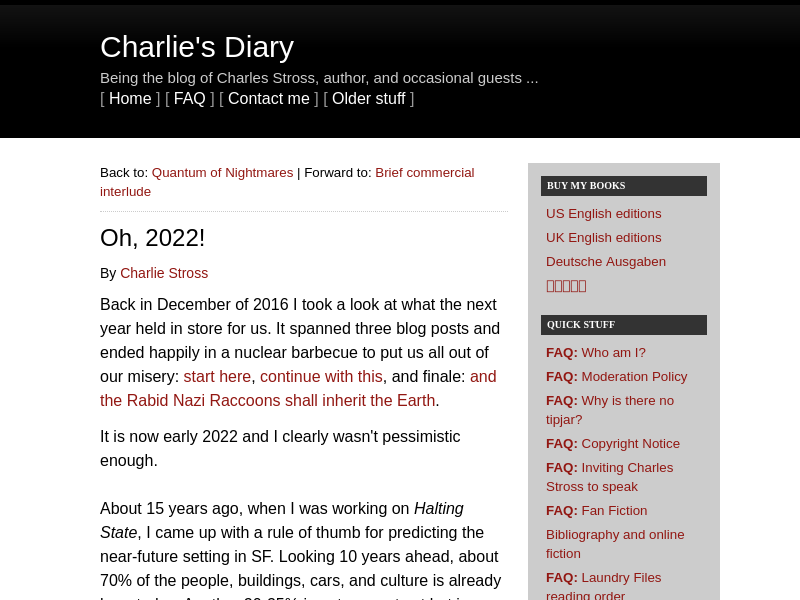 Charlie's Diary
Being the blog of Charles Stross, author, and occasional guests ...
[ Home ] [ FAQ ] [ Contact me ] [ Older stuff ]
Back to: Quantum of Nightmares | Forward to: Brief commercial
interlude
Oh, 2022!
By Charlie Stross
Back in December of 2016 I took a look at what the next
year held in store for us. It spanned three blog posts and
ended happily in a nuclear barbecue to put us all out of
our misery: start here, continue with this, and finale: and
the Rabid Nazi Raccoons shall inherit the Earth.
It is now early 2022 and I clearly wasn't pessimistic
enough.
About 15 years ago, when I was working on Halting
State, I came up with a rule of thumb for predicting the
near-future setting in SF. Looking 10 years ahead, about
70% of the people, buildings, cars, and culture is already
BUY MY BOOKS
US English editions
UK English editions
Deutsche Ausgaben
QUICK STUFF
FAQ: Who am I?
FAQ: Moderation Policy
FAQ: Why is there no
tipjar?
FAQ: Copyright Notice
FAQ: Inviting Charles
Stross to speak
FAQ: Fan Fiction
Bibliography and online
fiction
FAQ: Laundry Files
reading order